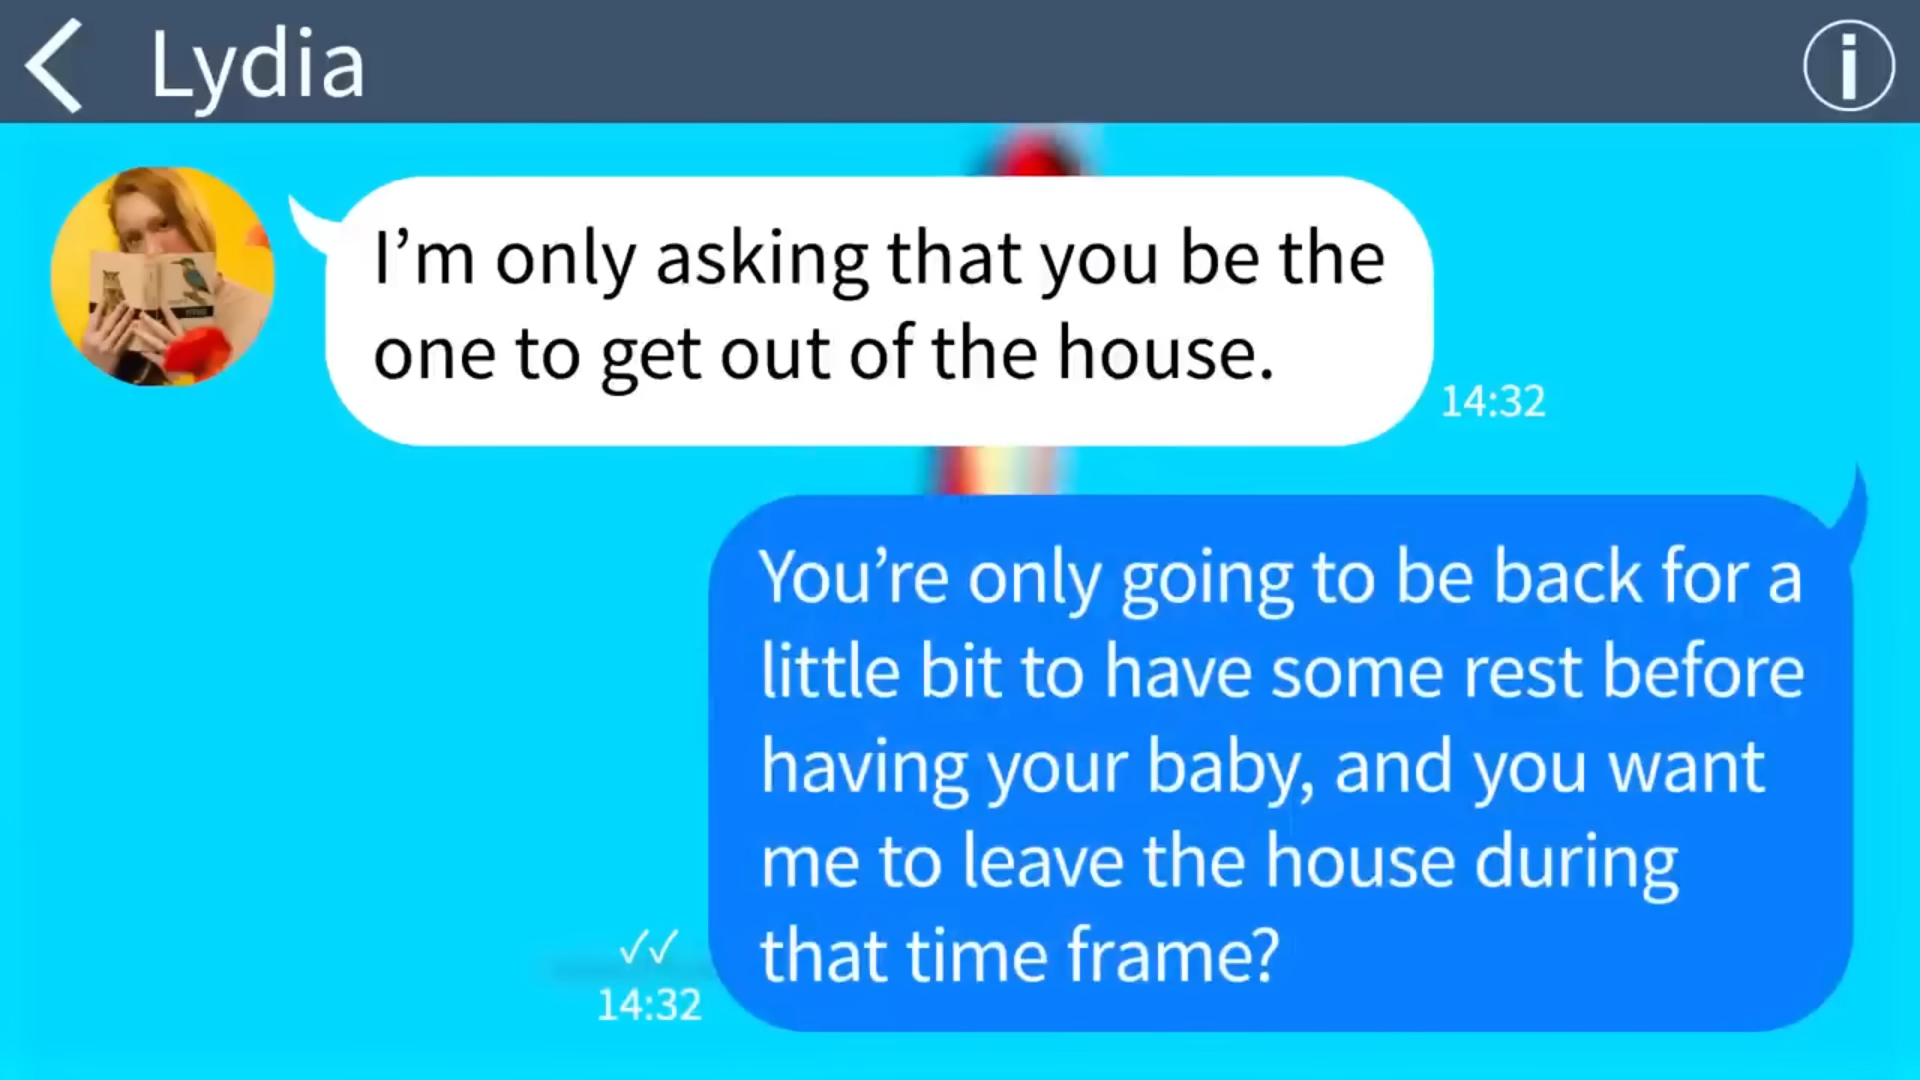 Lydia
I’m only asking that you be the
one to get out of the house.
14:32
You’re only going to be back for a
little bit to have some rest before
having your baby, and you want
me to leave the house during
that time frame?
14:32